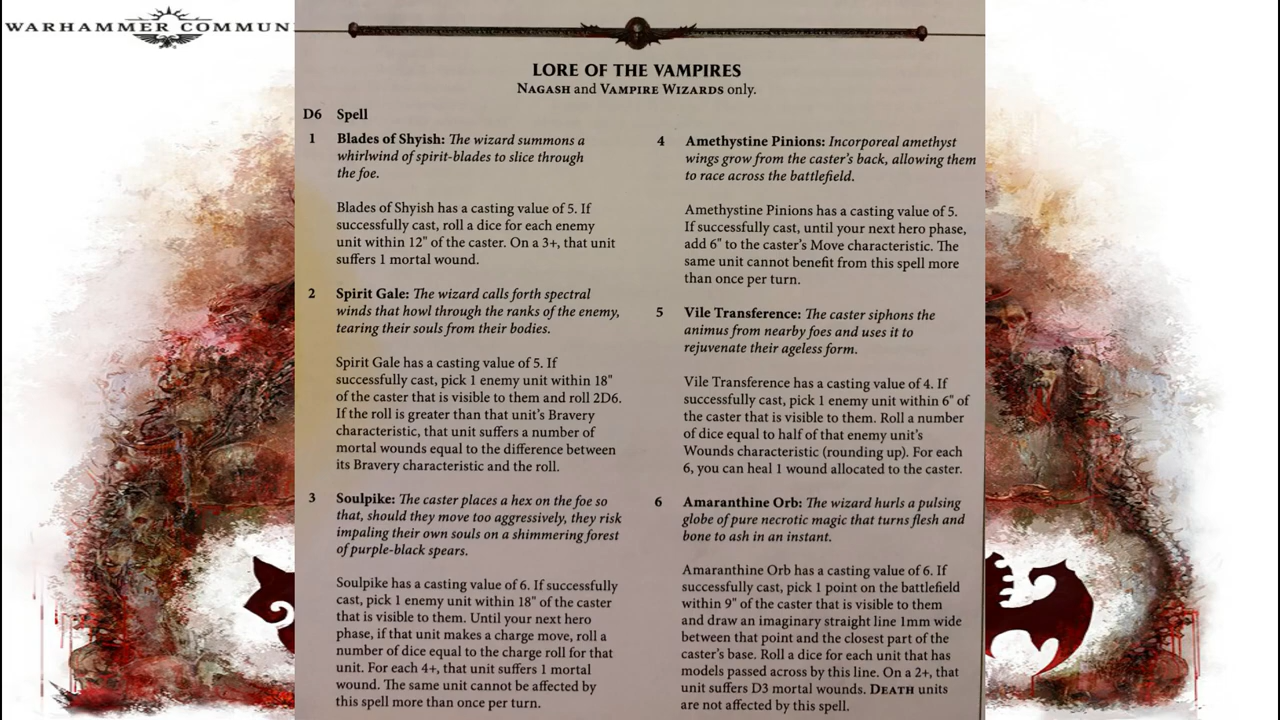 WARHAMMER COMMUN
LORE OF THE VAMPIRES
NAGASH and VAMPIRE WIZARDS only.
D6 Spell
1 Blades of Shyish: The wizard summons a
whirlwind of spirit-blades to slice through
the foe.
Blades of Shyish has a casting value of 5. If
successfully cast, roll a dice for each enemy
unit within 12" of the caster. On a 3+, that unit
suffers 1 mortal wound.
2 Spirit Gale: The wizard calls forth spectral
winds that howl through the ranks of the enemy,
tearing their souls from their bodies.
Spirit Gale has a casting value of 5. If
successfully cast, pick 1 enemy unit within 18"
of the caster that is visible to them and roll 2D6.
If the roll is greater than that unit's Bravery
characteristic, that unit suffers a number of
mortal wounds equal to the difference between
its Bravery characteristic and the roll.
3 Soulpike: The caster places a hex on the foe so
that, should they move too aggressively, they risk
impaling their own souls on a shimmering forest
of purple-black spears.
Soulpike has a casting value of 6. If successfully
cast, pick 1 enemy unit within 18" of the caster
that is visible to them. Until your next hero
phase, if that unit makes a charge move, roll a
number of dice equal to the charge roll for that
unit. For each 4+, that unit suffers 1 mortal
wound. The same unit cannot be affected by
this spell more than once per turn.
4 Amethystine Pinions: Incorporeal amethyst
wings grow from the caster's back, allowing them
to race across the battlefield.
Amethystine Pinions has a casting value of 5.
If successfully cast, until your next hero phase,
add 6" to the caster's Move characteristic. The
same unit cannot benefit from this spell more
than once per turn.
5 Vile Transference: The caster siphons the
animus from nearby foes and uses it to
rejuvenate their ageless form.
Vile Transference has a casting value of 4. If
successfully cast, pick 1 enemy unit within 6" of
the caster that is visible to them. Roll a number
of dice equal to half of that enemy unit's
Wounds characteristic (rounding up). For each
6, you can heal 1 wound allocated to the caster.
6 Amaranthine Orb: The wizard hurls a pulsing
globe of pure necrotic magic that turns flesh and
bone to ash in an instant.
Amaranthine Orb has a casting value of 6. If
successfully cast, pick 1 point on the battlefield
within 9" of the caster that is visible to them
and draw an imaginary straight line 1mm wide
between that point and the closest part of the
caster's base. Roll a dice for each unit that has
models passed across by this line. On a 2+, that
unit suffers D3 mortal wounds. DEATH units
are not affected by this spell.